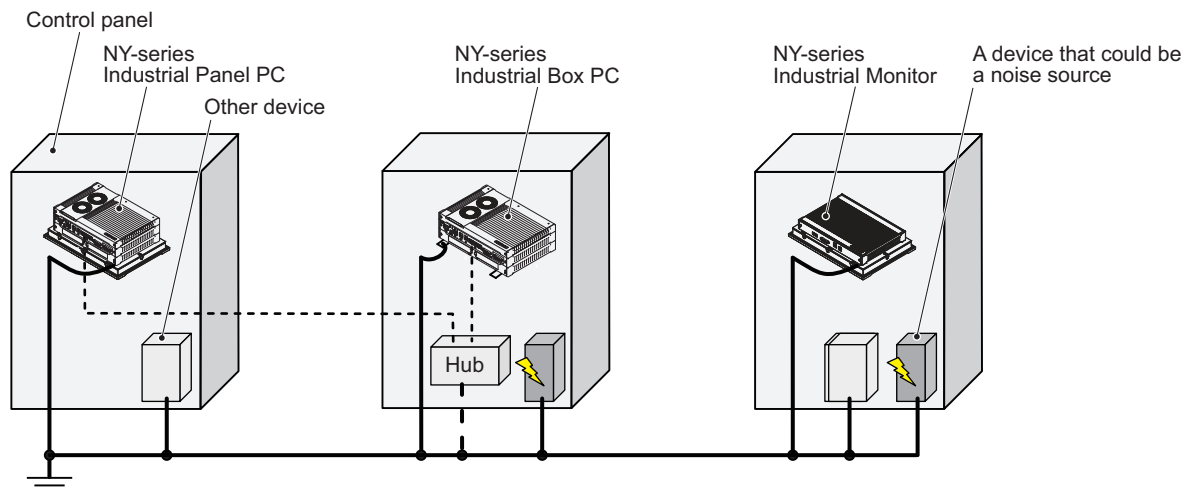 Control panel
NY-series
Industrial Panel PC
Other device
NY-series
Industrial Box PC
NY-series
Industrial Monitor
A device that could be
a noise source
Hub